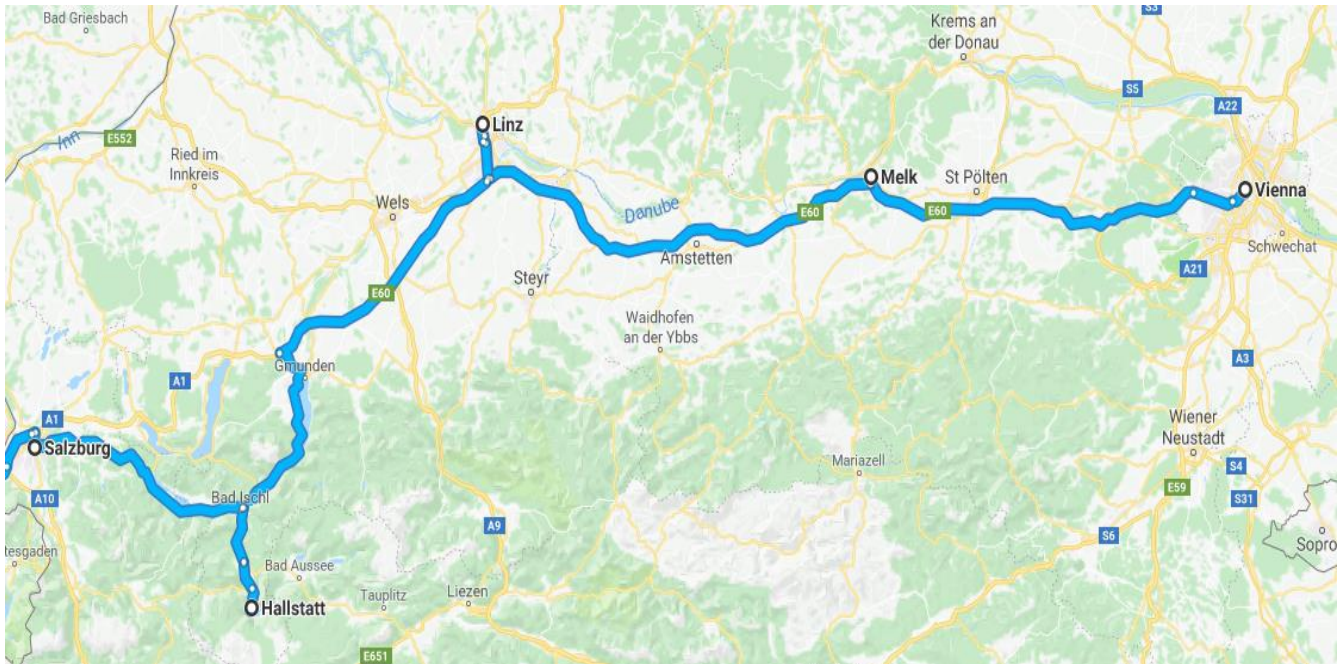 Bad Griesbach
S3
Krems an
der Donau
S5
A22
Inn
E552
Linz
Ried im
Innkreis
Wels
Danube
Melk
St Pölten
Vienna
E60
E60
Schwechat
Amstetten
A21
Steyr
E60
Waidhofen
an der Ybbs
A3
Gmunden
A1
A1
Salzburg
Wiener
Neustadt
Mariazell
S4
E59
S31
A10
Bad Ischl
A9
S6
Sopro
tesgaden
Bad Aussee
Tauplitz
Liezen
Hallstatt
E651